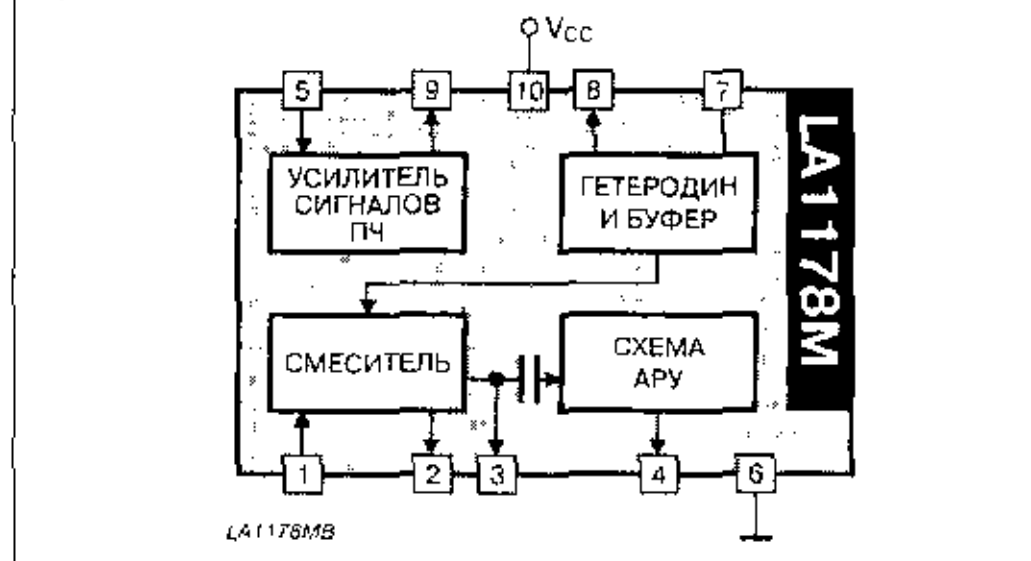 VCC
5
9
10
8
7
УСИЛИТЕЛЬ
СИГНАЛОВ
ПЧ
ГЕТЕРОДИН
И БУФЕР
LA1178M
СМЕСИТЕЛЬ
СХЕМА
АРУ
1
2
3
4
6
LA1178MB